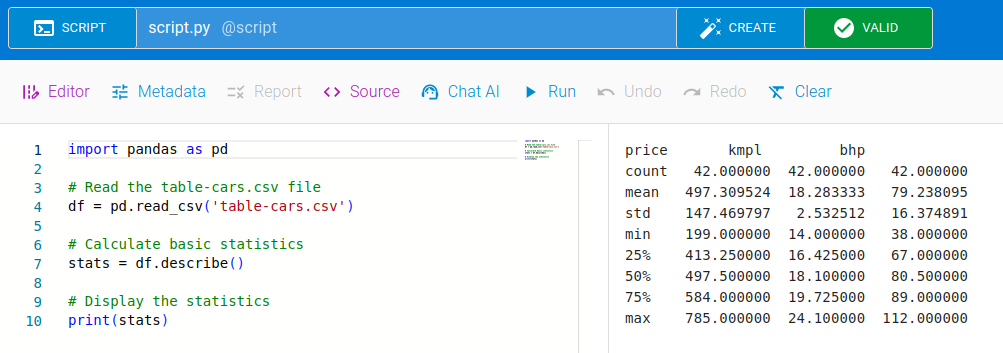 SCRIPT script.py @script CREATE VALID
Editor Metadata Report Source Chat AI Run Undo Redo Clear
1 import pandas as pd
2
3 # Read the table-cars.csv file
4 df = pd.read_csv('table-cars.csv')
5
6 # Calculate basic statistics
7 stats = df.describe()
8
9 # Display the statistics
10 print(stats)
price kmpl bhp
count 42.000000 42.000000 42.000000
mean 497.309524 18.283333 79.238095
std 147.469797 2.532512 16.374891
min 199.000000 14.000000 38.000000
25% 413.250000 16.425000 67.000000
50% 497.500000 18.100000 80.500000
75% 584.000000 19.725000 89.000000
max 785.000000 24.100000 112.000000